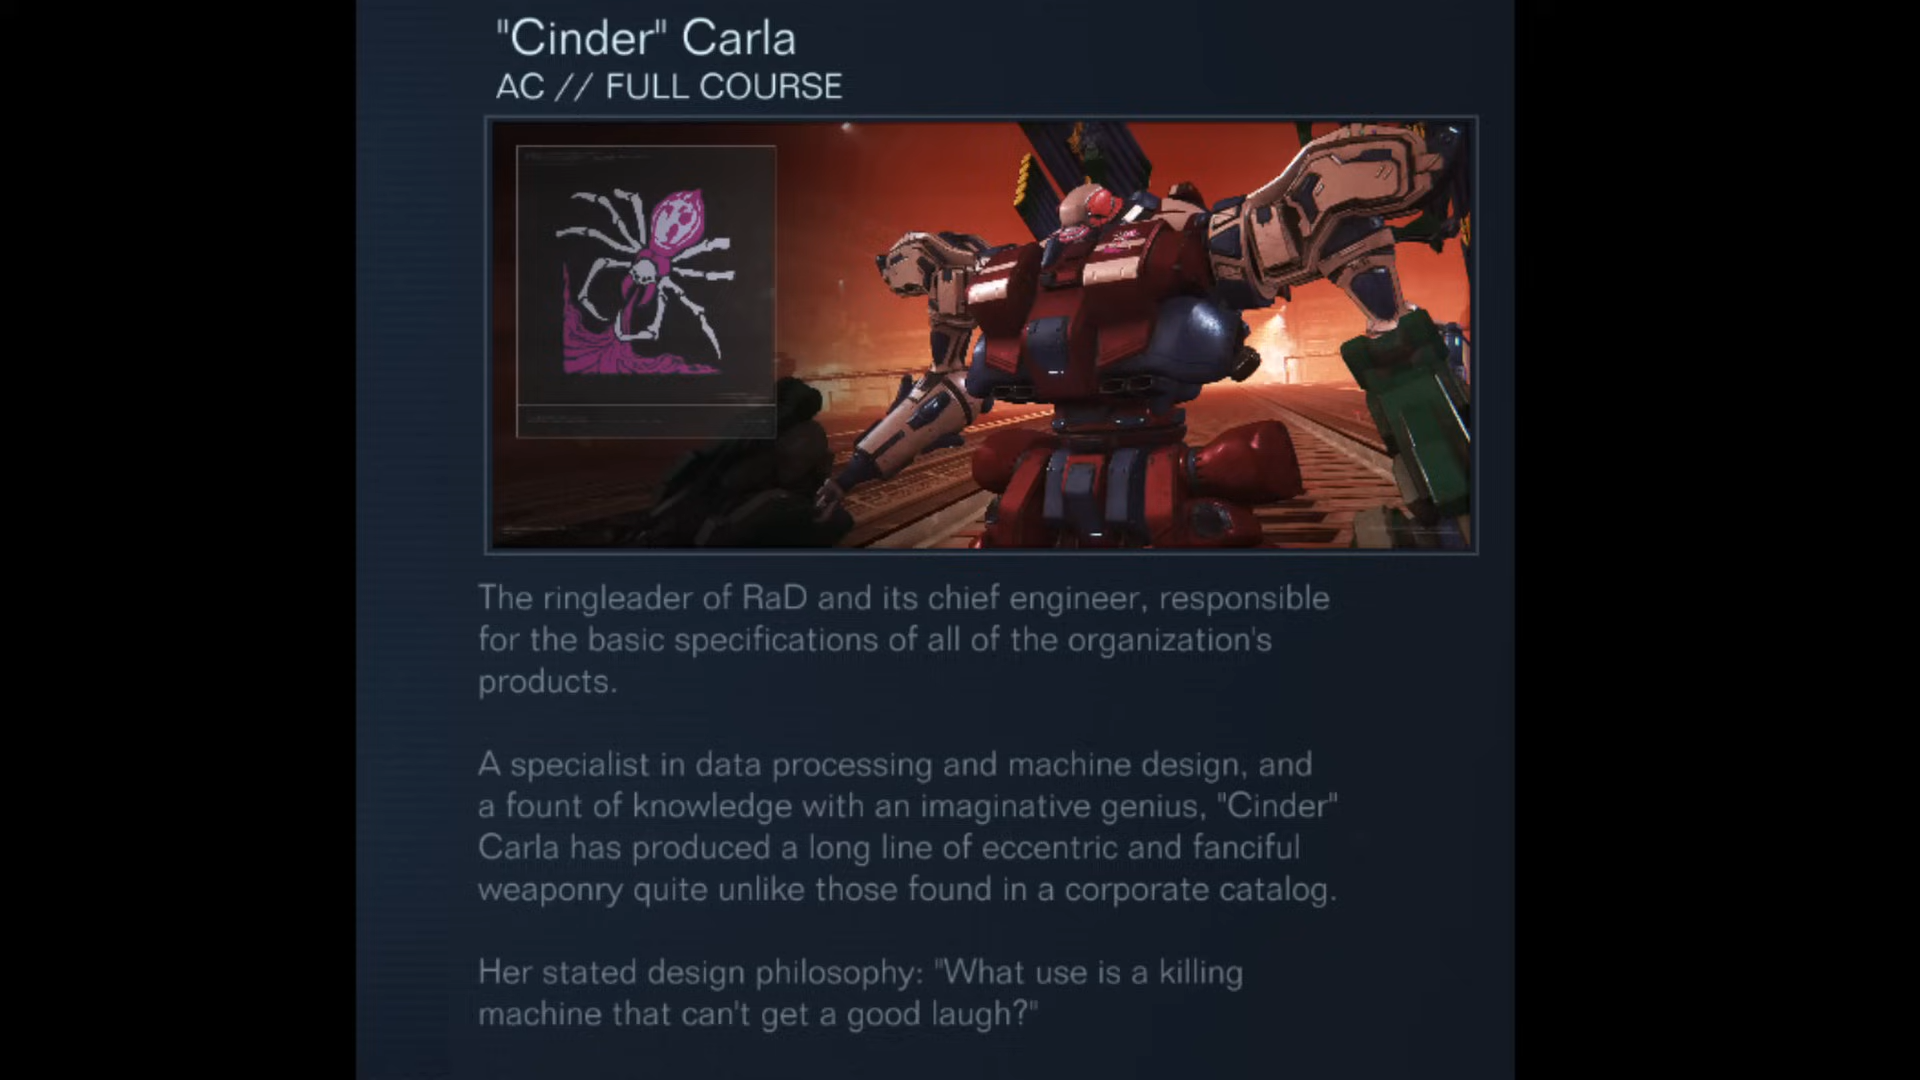 "Cinder" Carla
AC // FULL COURSE
The ringleader of RaD and its chief engineer, responsible
for the basic specifications of all of the organization's
products.
A specialist in data processing and machine design, and
a fount of knowledge with an imaginative genius, "Cinder"
Carla has produced a long line of eccentric and fanciful
weaponry quite unlike those found in a corporate catalog.
Her stated design philosophy: "What use is a killing
machine that can't get a good laugh?"